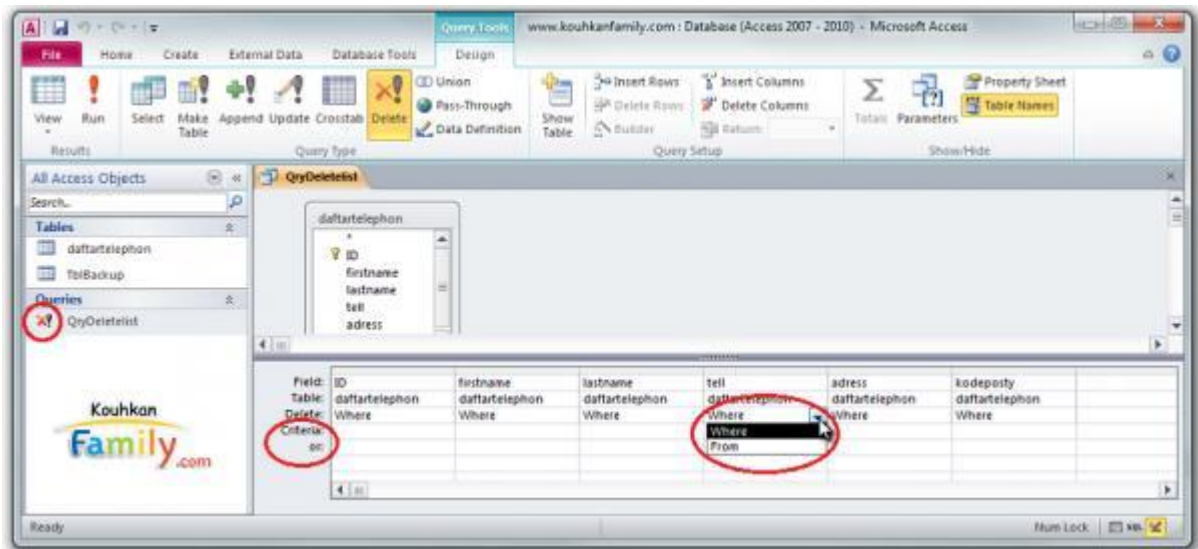 Query Tools www.kouhkanfamily.com : Database (Access 2007 - 2010) - Microsoft Access
File Home Create External Data Database Tools Design
View Run Select Make Table Append Update Crosstab Delete
Union
Pass-Through
Data Definition
Show Table
Insert Rows
Delete Rows
Builder
Insert Columns
Delete Columns
Return:
Totals Parameters
Property Sheet
Table Names
Results Query Type Query Setup Show/Hide
All Access Objects
Search...
Tables
daftartelephon
TblBackup
Queries
QryDeletelist
Kouhkan
Family.com
QryDeletelist
daftartelephon
*
ID
firstname
lastname
tell
adress
Field: ID firstname lastname tell adress kodeposty
Table: daftartelephon daftartelephon daftartelephon daftartelephon daftartelephon daftartelephon
Delete: Where Where Where Where Where Where
Criteria:
or:
Where
From
Ready Num Lock SQL